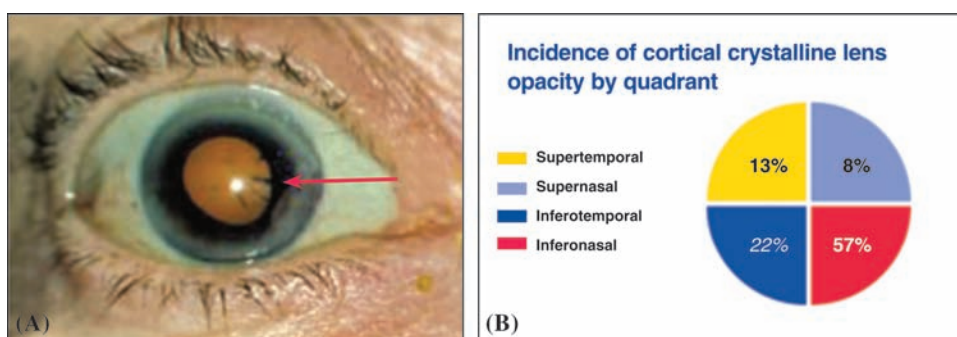 (A)
Incidence of cortical crystalline lens
opacity by quadrant
Supertemporal
Supernasal
Inferotemporal
Inferonasal
13%
8%
22%
57%
(B)